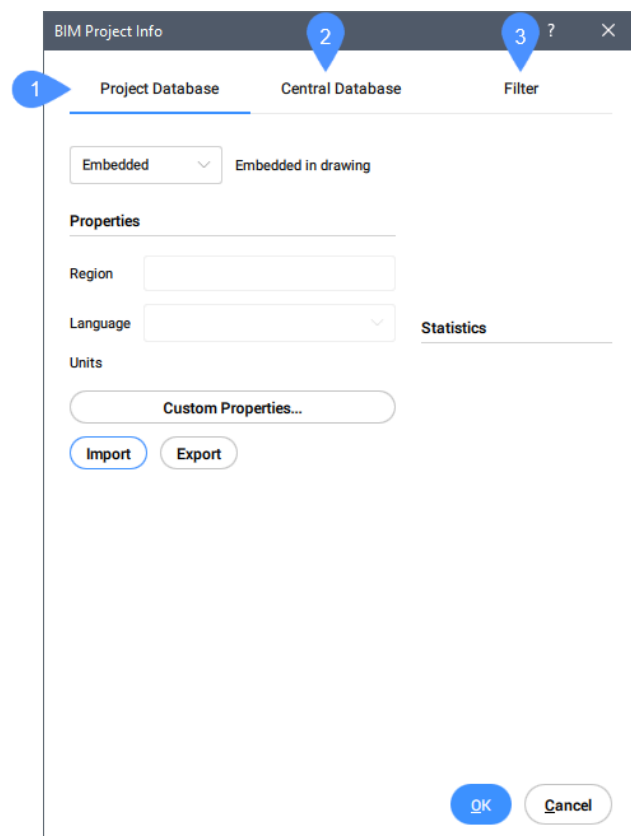 BIM Project Info ?
1 2 3
Project Database Central Database Filter
Embedded Embedded in drawing
Properties
Region
Language
Statistics
Units
Custom Properties...
Import Export
OK Cancel